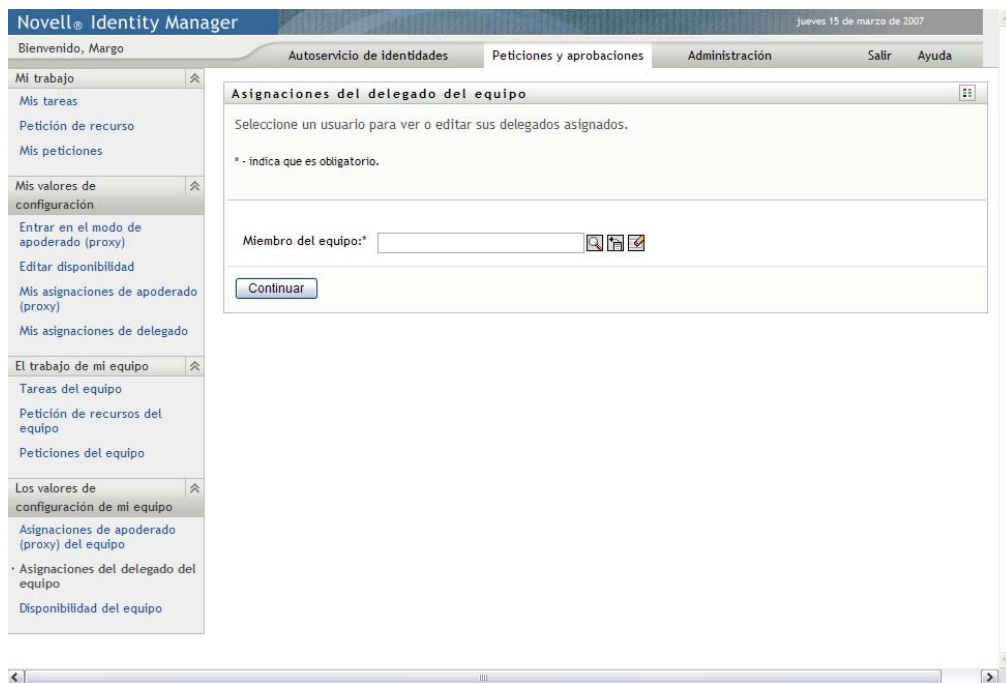 Novell® Identity Manager
jueves 15 de marzo de 2007
Bienvenido, Margo
Autoservicio de identidades
Peticiones y aprobaciones
Administración
Salir
Ayuda
Mi trabajo
Mis tareas
Petición de recurso
Mis peticiones
Mis valores de
configuración
Entrar en el modo de
apoderado (proxy)
Editar disponibilidad
Mis asignaciones de apoderado
(proxy)
Mis asignaciones de delegado
El trabajo de mi equipo
Tareas del equipo
Petición de recursos del
equipo
Peticiones del equipo
Los valores de
configuración de mi equipo
Asignaciones de apoderado
(proxy) del equipo
Asignaciones del delegado del
equipo
Disponibilidad del equipo
Asignaciones del delegado del equipo
Seleccione un usuario para ver o editar sus delegados asignados.
* - indica que es obligatorio.
Miembro del equipo:*
Continuar